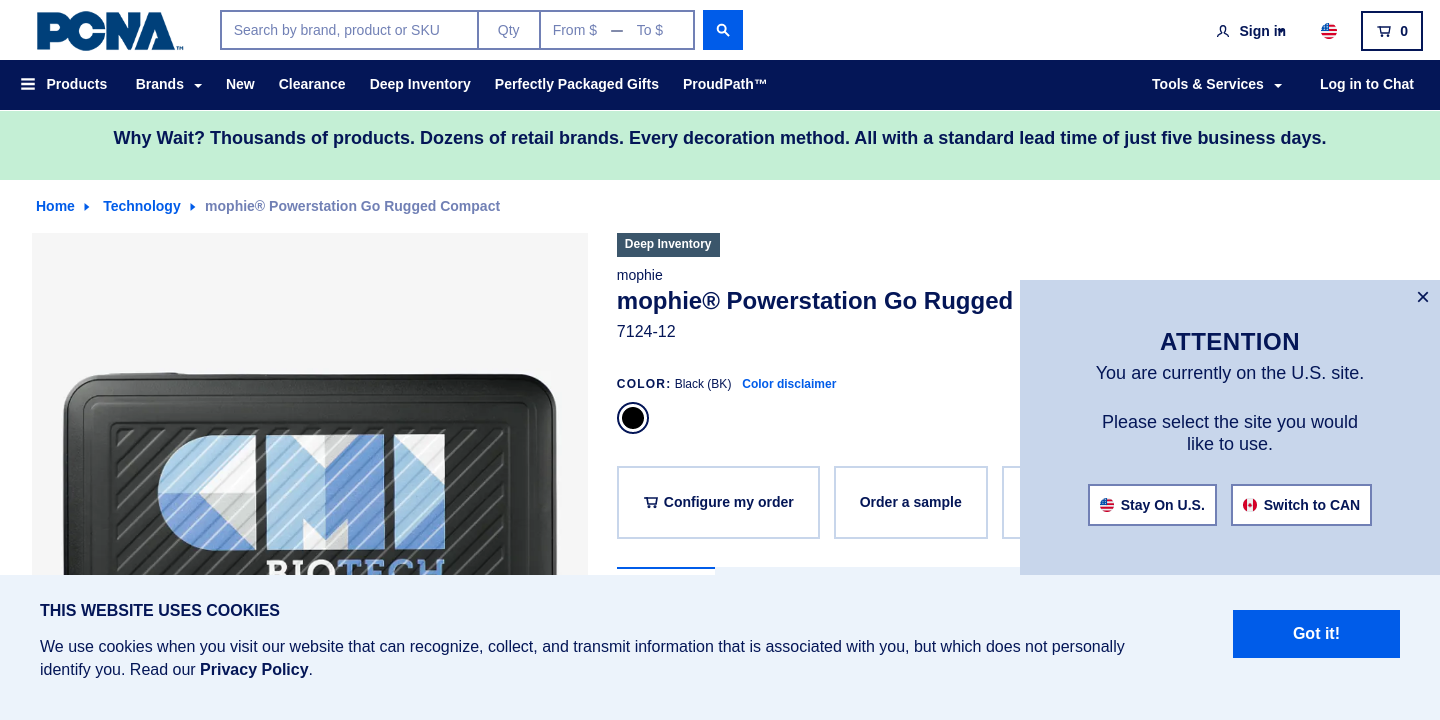 PCNA™
Search by brand, product or SKU
Qty
From $ — To $
Sign in
0
Products
Brands
New
Clearance
Deep Inventory
Perfectly Packaged Gifts
ProudPath™
Tools & Services
Log in to Chat
Why Wait? Thousands of products. Dozens of retail brands. Every decoration method. All with a standard lead time of just five business days.
Home
Technology
mophie® Powerstation Go Rugged Compact
Deep Inventory
mophie
mophie® Powerstation Go Rugged
7124-12
COLOR: Black (BK) Color disclaimer
Configure my order
Order a sample
CMI
BIOTECH
×
ATTENTION
You are currently on the U.S. site.
Please select the site you would
like to use.
Stay On U.S.
Switch to CAN
THIS WEBSITE USES COOKIES
We use cookies when you visit our website that can recognize, collect, and transmit information that is associated with you, but which does not personally
identify you. Read our Privacy Policy.
Got it!